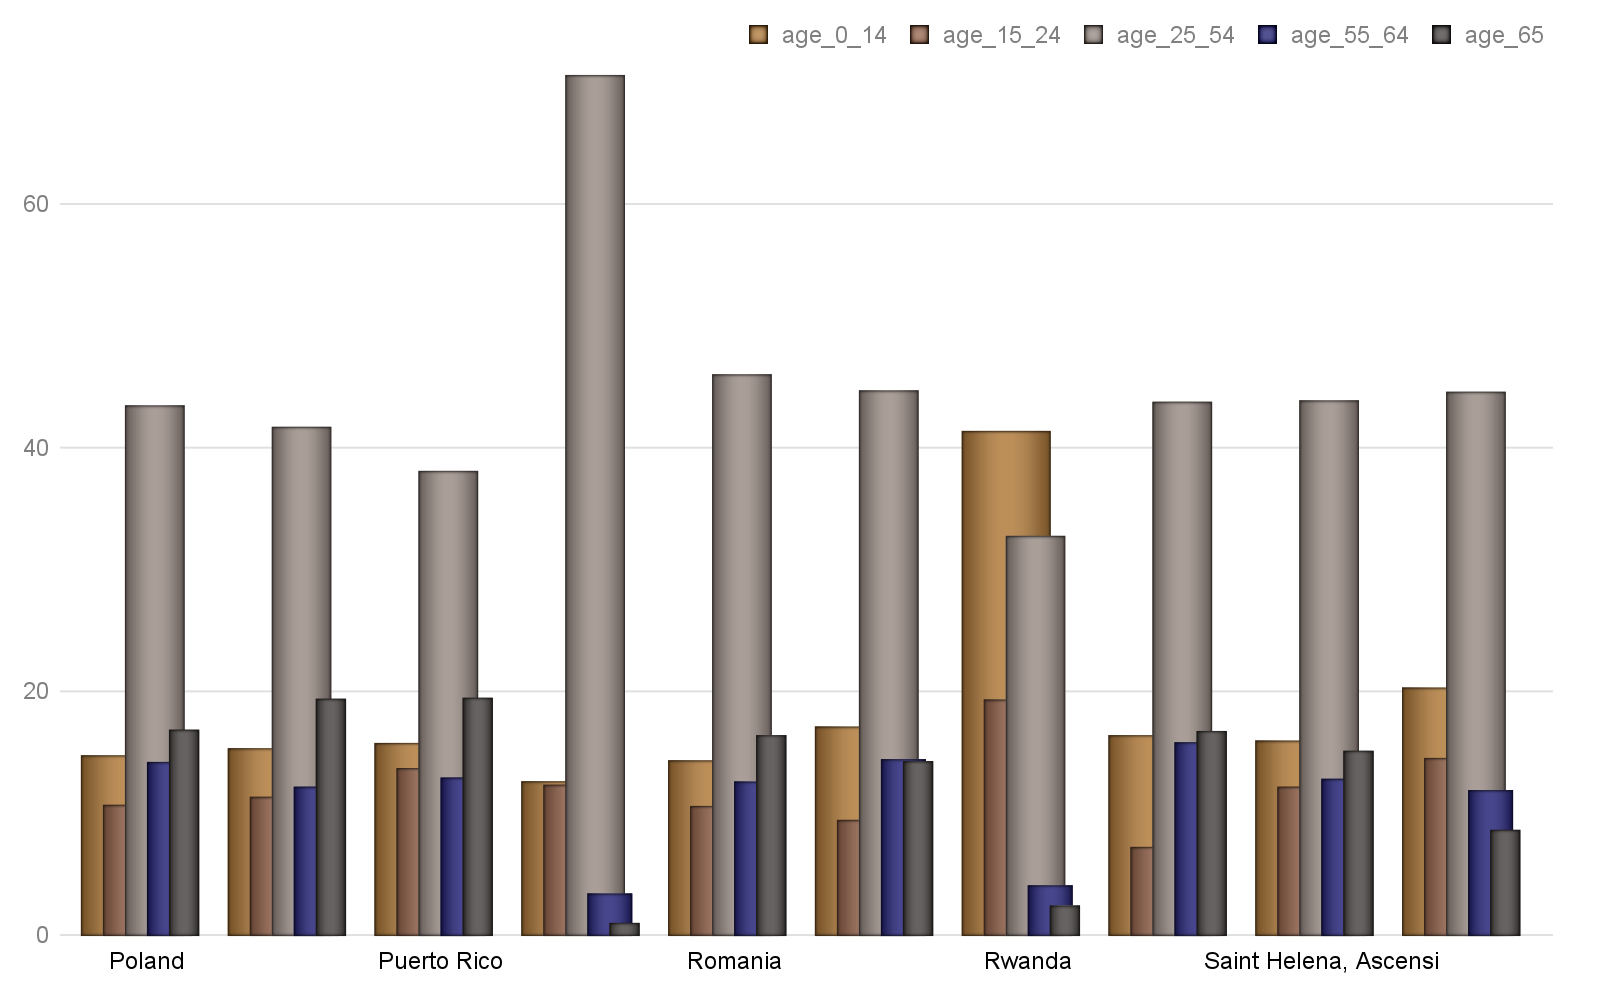 age_0_14 age_15_24 age_25_54 age_55_64 age_65
60
40
20
0
Poland Puerto Rico Romania Rwanda Saint Helena, Ascensi